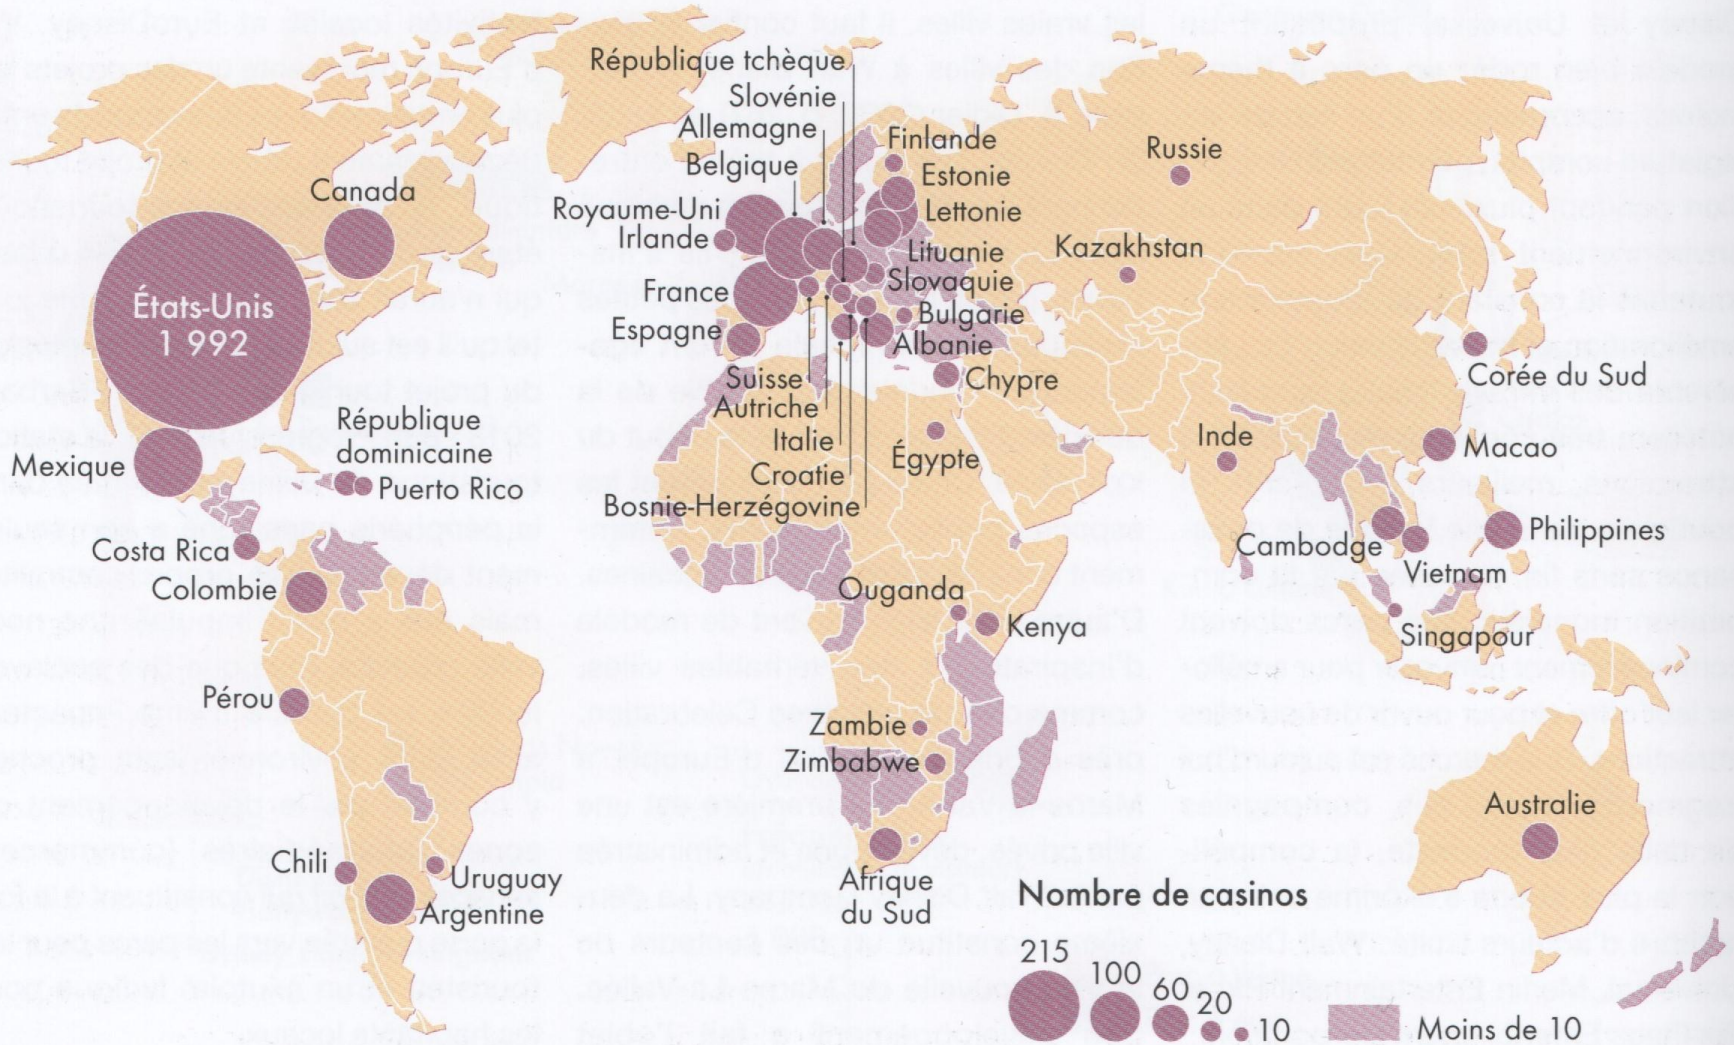 République tchèque
Slovénie
Allemagne
Belgique
Finlande
Estonie
Lettonie
Royaume-Uni
Irlande
Lituanie
Slovaquie
France
Bulgarie
Espagne
Albanie
Chypre
Suisse
Autriche
Italie
Croatie
Bosnie-Herzégovine
Russie
Kazakhstan
Canada
États-Unis
1 992
Mexique
République
dominicaine
Puerto Rico
Costa Rica
Colombie
Pérou
Chili
Uruguay
Argentine
Égypte
Ouganda
Kenya
Zambie
Zimbabwe
Afrique
du Sud
Inde
Corée du Sud
Macao
Philippines
Cambodge
Vietnam
Singapour
Australie
Nombre de casinos
215
100
60
20
10
Moins de 10